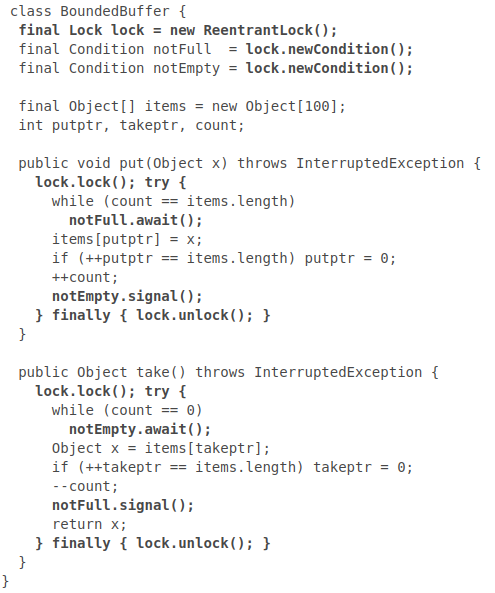 class BoundedBuffer {
  final Lock lock = new ReentrantLock();
  final Condition notFull  = lock.newCondition();
  final Condition notEmpty = lock.newCondition();

  final Object[] items = new Object[100];
  int putptr, takeptr, count;

  public void put(Object x) throws InterruptedException {
    lock.lock(); try {
      while (count == items.length)
        notFull.await();
      items[putptr] = x;
      if (++putptr == items.length) putptr = 0;
      ++count;
      notEmpty.signal();
    } finally { lock.unlock(); }
  }

  public Object take() throws InterruptedException {
    lock.lock(); try {
      while (count == 0)
        notEmpty.await();
      Object x = items[takeptr];
      if (++takeptr == items.length) takeptr = 0;
      --count;
      notFull.signal();
      return x;
    } finally { lock.unlock(); }
  }
}